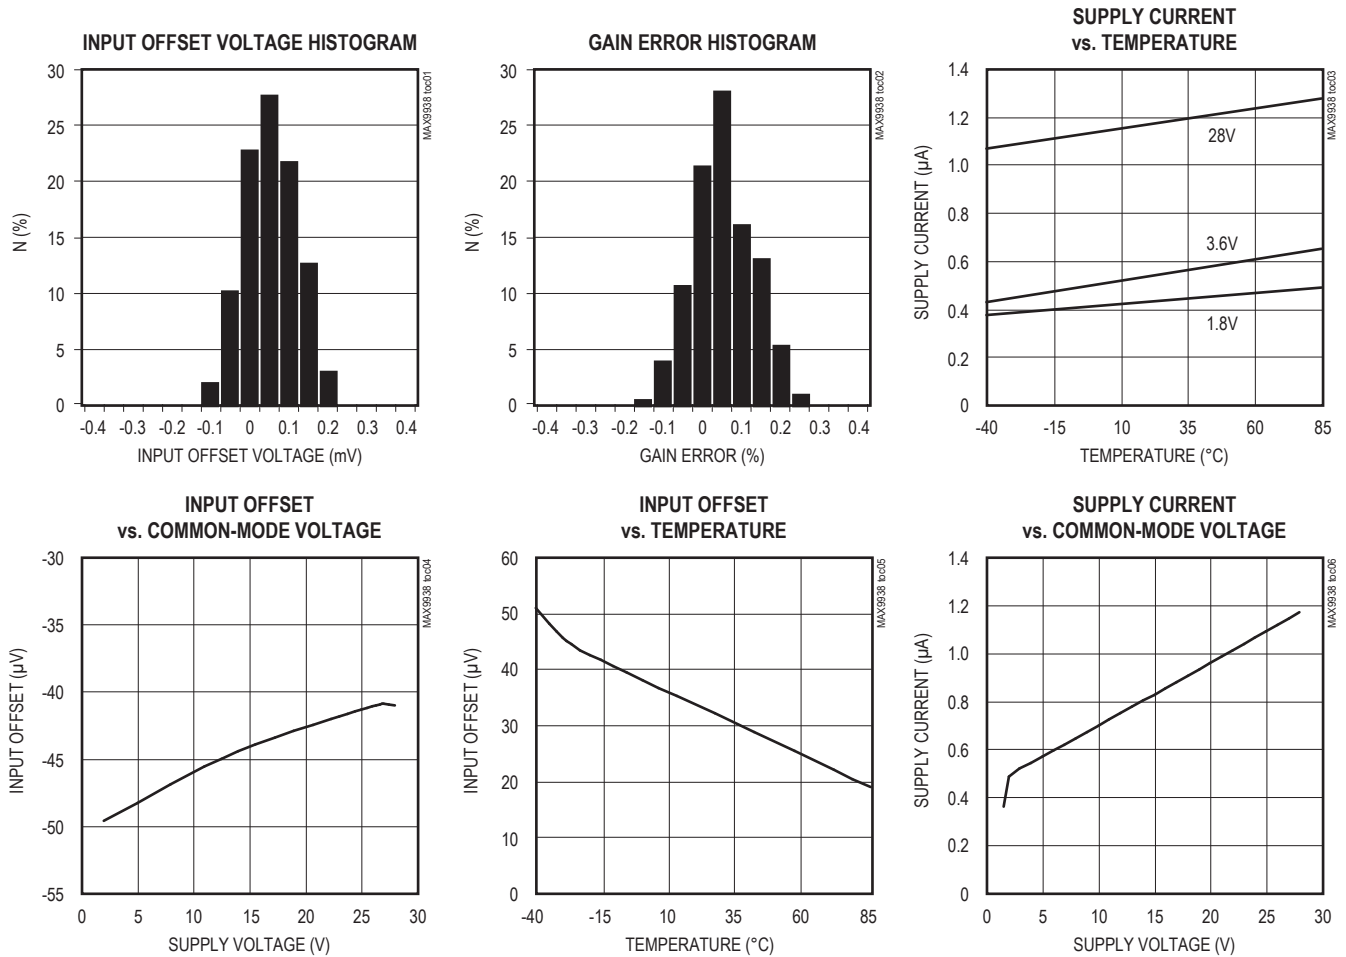 INPUT OFFSET VOLTAGE HISTOGRAM
30
25
20
15
10
5
0
N (%)
-0.4 -0.3 -0.2 -0.1 0 0.1 0.2 0.3 0.4
INPUT OFFSET VOLTAGE (mV)
MAX9938 toc01
GAIN ERROR HISTOGRAM
30
25
20
15
10
5
0
N (%)
-0.4 -0.3 -0.2 -0.1 0 0.1 0.2 0.3 0.4
GAIN ERROR (%)
MAX9938 toc02
SUPPLY CURRENT
vs. TEMPERATURE
1.4
1.2
1.0
0.8
0.6
0.4
0.2
0
SUPPLY CURRENT (µA)
28V
3.6V
1.8V
-40 -15 10 35 60 85
TEMPERATURE (°C)
MAX9938 toc03
INPUT OFFSET
vs. COMMON-MODE VOLTAGE
-30
-35
-40
-45
-50
-55
INPUT OFFSET (µV)
0 5 10 15 20 25 30
SUPPLY VOLTAGE (V)
MAX9938 toc04
INPUT OFFSET
vs. TEMPERATURE
60
50
40
30
20
10
0
INPUT OFFSET (µV)
-40 -15 10 35 60 85
TEMPERATURE (°C)
MAX9938 toc05
SUPPLY CURRENT
vs. COMMON-MODE VOLTAGE
1.4
1.2
1.0
0.8
0.6
0.4
0.2
0
SUPPLY CURRENT (µA)
0 5 10 15 20 25 30
SUPPLY VOLTAGE (V)
MAX9938 toc06